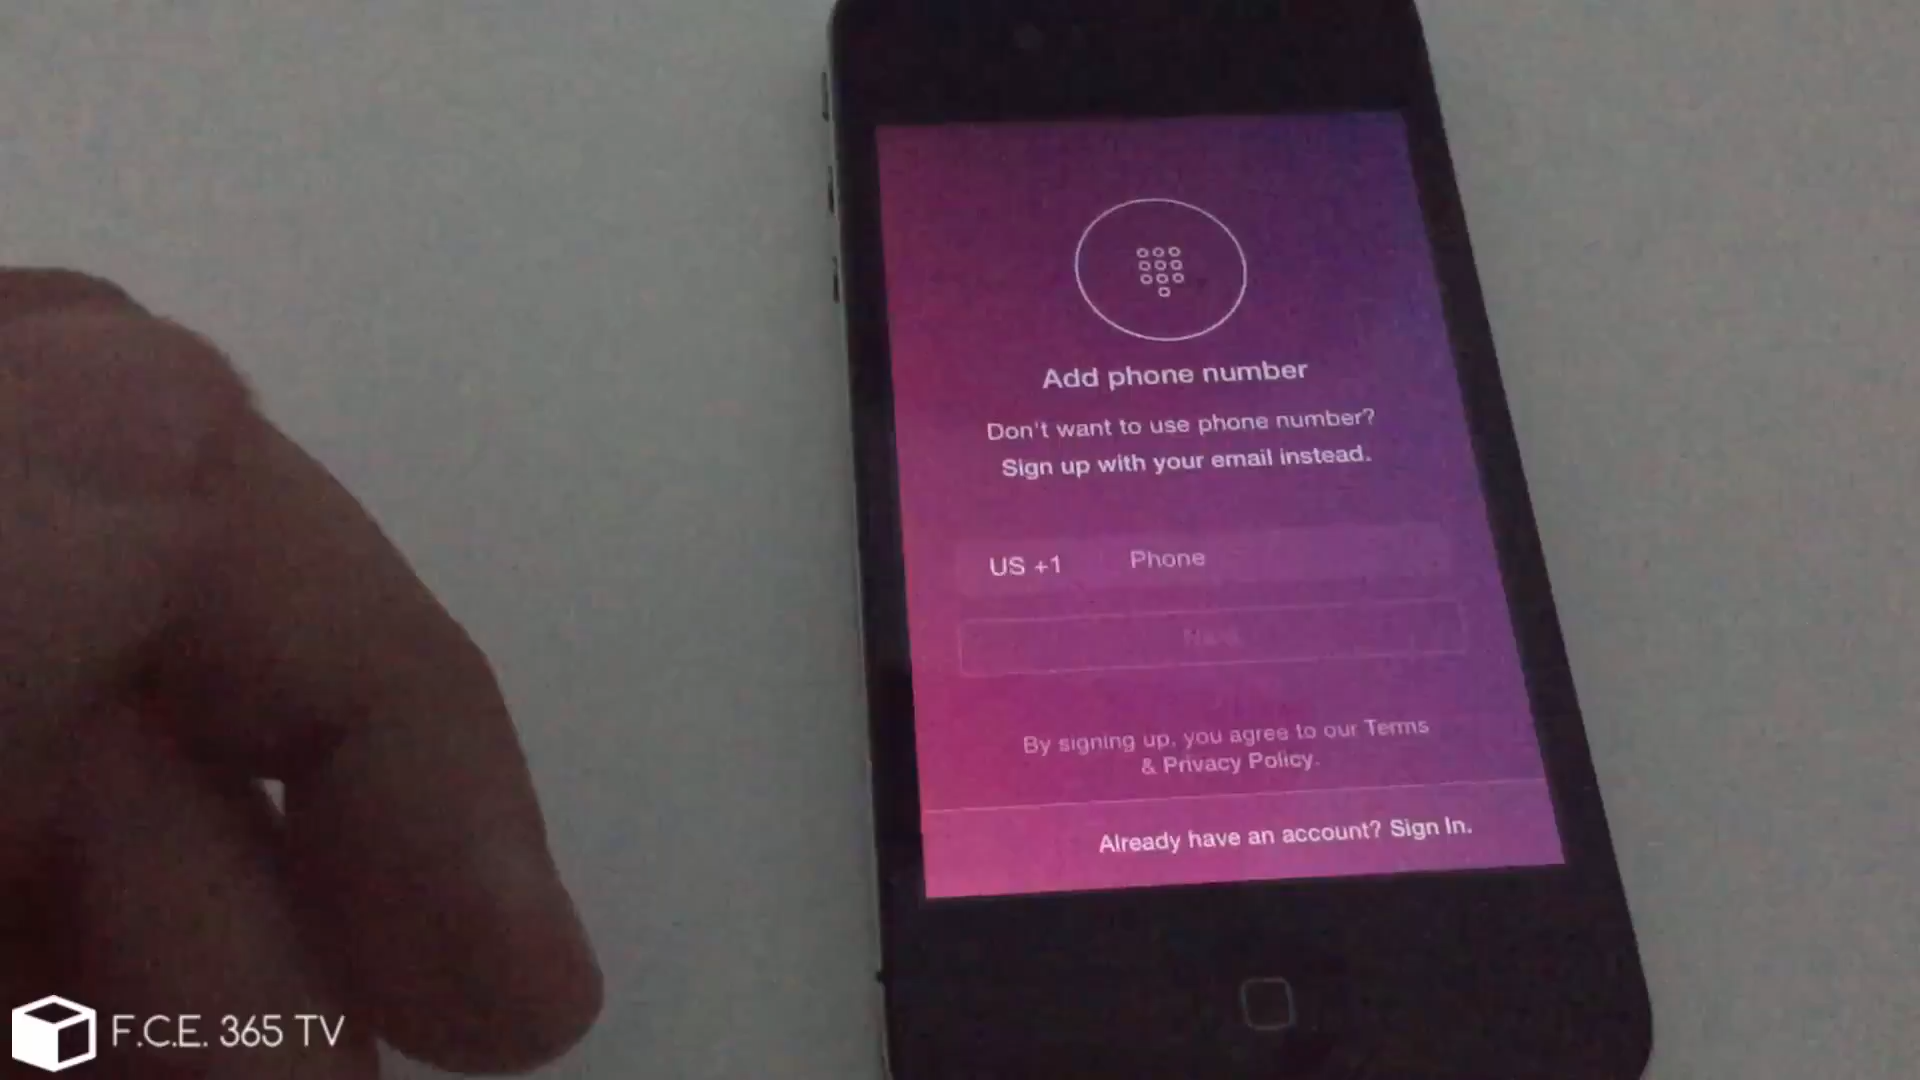 Add phone number
Don't want to use phone number?
Sign up with your email instead.
US +1 Phone
Next
By signing up, you agree to our Terms
& Privacy Policy.
Already have an account? Sign In.
F.C.E. 365 TV